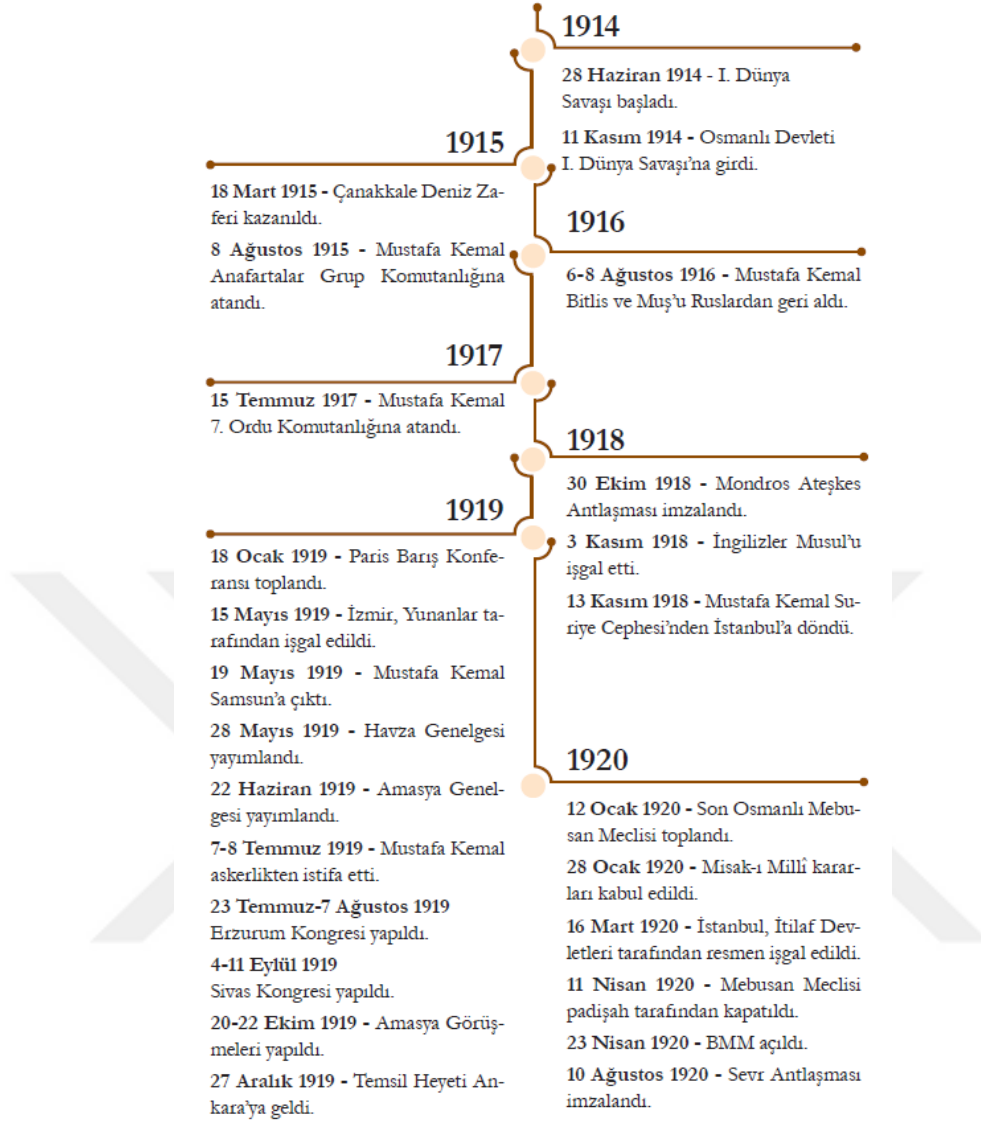 1914
28 Haziran 1914 - I. Dünya
Savaşı başladı.
11 Kasım 1914 - Osmanlı Devleti
I. Dünya Savaşı’na girdi.
1915
18 Mart 1915 - Çanakkale Deniz Za-
feri kazanıldı.
8 Ağustos 1915 - Mustafa Kemal
Anafartalar Grup Komutanlığına
atandı.
1916
6-8 Ağustos 1916 - Mustafa Kemal
Bitlis ve Muş’u Ruslardan geri aldı.
1917
15 Temmuz 1917 - Mustafa Kemal
7. Ordu Komutanlığına atandı.
1918
30 Ekim 1918 - Mondros Ateşkes
Antlaşması imzalandı.
3 Kasım 1918 - İngilizler Musul’u
işgal etti.
13 Kasım 1918 - Mustafa Kemal Su-
riye Cephesi’nden İstanbul’a döndü.
1919
18 Ocak 1919 - Paris Barış Konfe-
ransı toplandı.
15 Mayıs 1919 - İzmir, Yunanlar ta-
rafından işgal edildi.
19 Mayıs 1919 - Mustafa Kemal
Samsun’a çıktı.
28 Mayıs 1919 - Havza Genelgesi
yayımlandı.
22 Haziran 1919 - Amasya Genel-
gesi yayımlandı.
7-8 Temmuz 1919 - Mustafa Kemal
askerlikten istifa etti.
23 Temmuz-7 Ağustos 1919
Erzurum Kongresi yapıldı.
4-11 Eylül 1919
Sivas Kongresi yapıldı.
20-22 Ekim 1919 - Amasya Görüş-
meleri yapıldı.
27 Aralık 1919 - Temsil Heyeti An-
kara’ya geldi.
1920
12 Ocak 1920 - Son Osmanlı Mebu-
san Meclisi toplandı.
28 Ocak 1920 - Misak-ı Millî karar-
ları kabul edildi.
16 Mart 1920 - İstanbul, İtilaf Dev-
letleri tarafından resmen işgal edildi.
11 Nisan 1920 - Mebusan Meclisi
padişah tarafından kapatıldı.
23 Nisan 1920 - BMM açıldı.
10 Ağustos 1920 - Sevr Antlaşması
imzalandı.